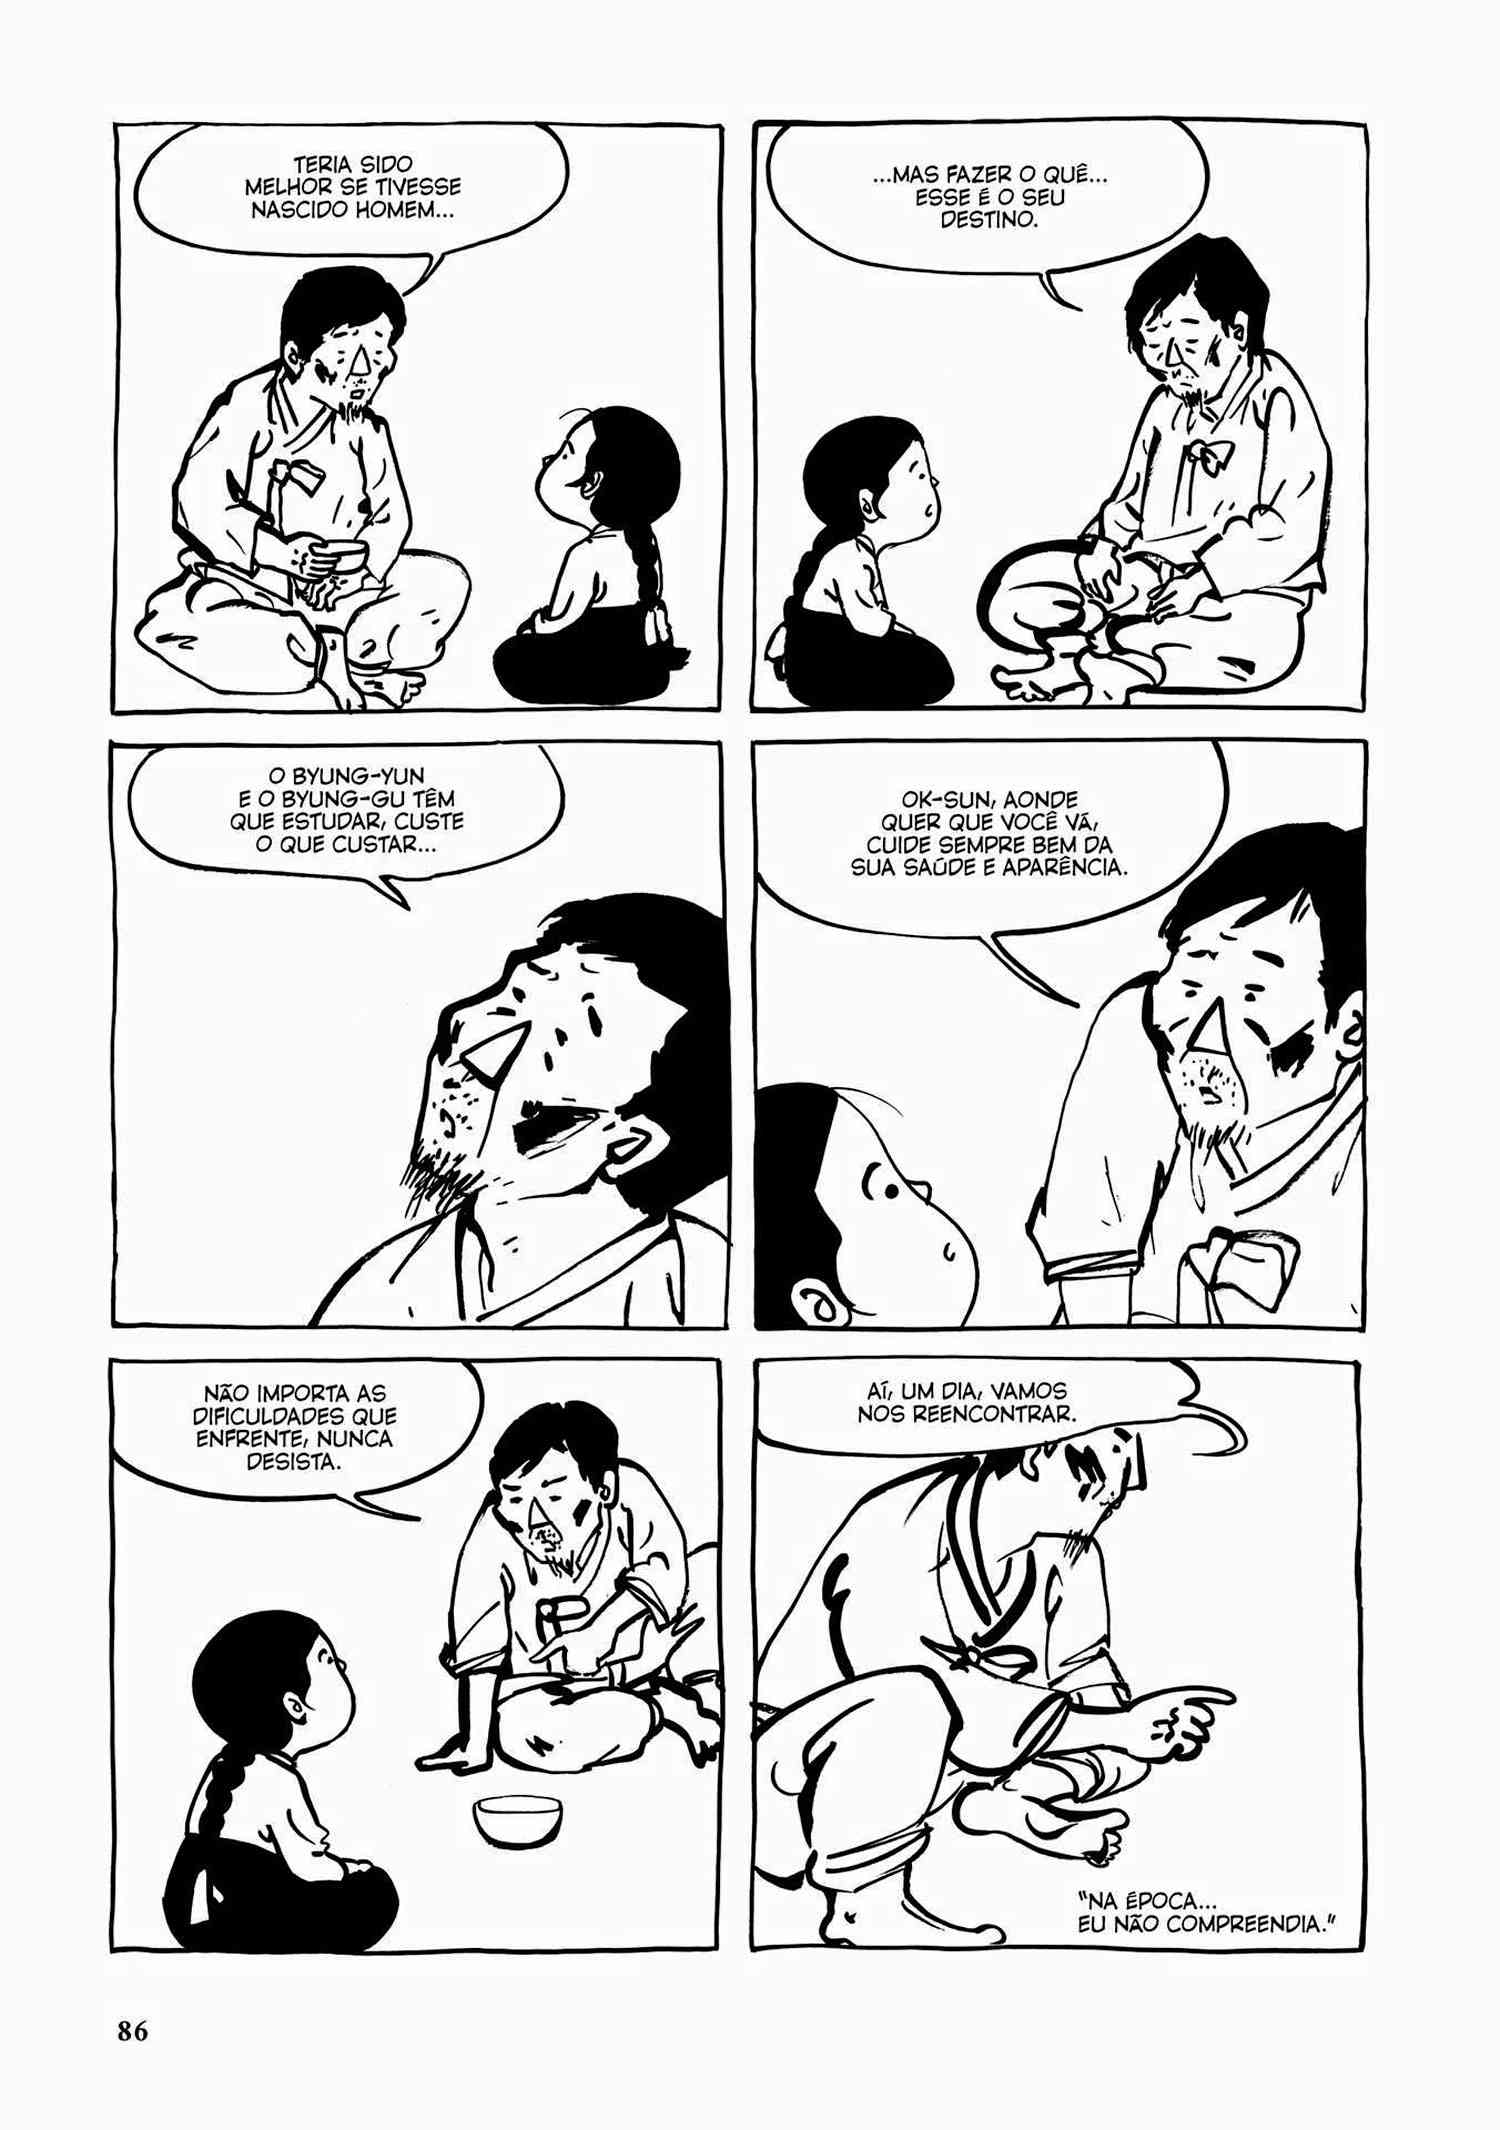 TERIA SIDO
MELHOR SE TIVESSE
NASCIDO HOMEM...
...MAS FAZER O QUÊ...
ESSE É O SEU
DESTINO.
O BYUNG-YUN
E O BYUNG-GU TÊM
QUE ESTUDAR, CUSTE
O QUE CUSTAR...
OK-SUN, AONDE
QUER QUE VOCÊ VÁ,
CUIDE SEMPRE BEM DA
SUA SAÚDE E APARÊNCIA.
NÃO IMPORTA AS
DIFICULDADES QUE
ENFRENTE, NUNCA
DESISTA.
AÍ, UM DIA, VAMOS
NOS REENCONTRAR.
"NA ÉPOCA...
EU NÃO COMPREENDIA."
86